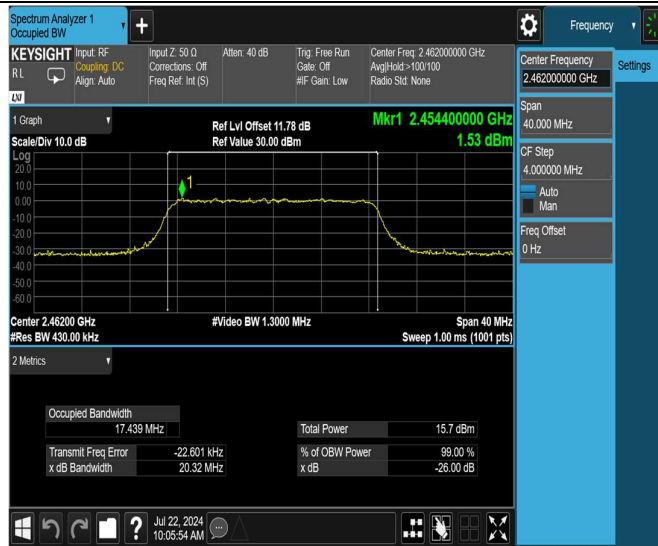 Spectrum Analyzer 1
Occupied BW
+
Frequency
KEYSIGHT
R L
LXI
Input: RF
Coupling: DC
Align: Auto
Input Z: 50 Ω
Corrections: Off
Freq Ref: Int (S)
Atten: 40 dB
Trig: Free Run
Gate: Off
#IF Gain: Low
Center Freq: 2.462000000 GHz
Avg|Hold:>100/100
Radio Std: None
Center Frequency
2.462000000 GHz
Settings
Span
40.000 MHz
CF Step
4.000000 MHz
Auto
Man
Freq Offset
0 Hz
1 Graph
Scale/Div 10.0 dB
Ref Lvl Offset 11.78 dB
Ref Value 30.00 dBm
Mkr1 2.454400000 GHz
1.53 dBm
Log
20.0
10.0
0.00
-10.0
-20.0
-30.0
-40.0
-50.0
-60.0
1
Center 2.46200 GHz
#Res BW 430.00 kHz
#Video BW 1.3000 MHz
Span 40 MHz
Sweep 1.00 ms (1001 pts)
2 Metrics
Occupied Bandwidth
17.439 MHz
Total Power 15.7 dBm
Transmit Freq Error -22.601 kHz
% of OBW Power 99.00 %
x dB Bandwidth 20.32 MHz
x dB -26.00 dB
?
Jul 22, 2024
10:05:54 AM